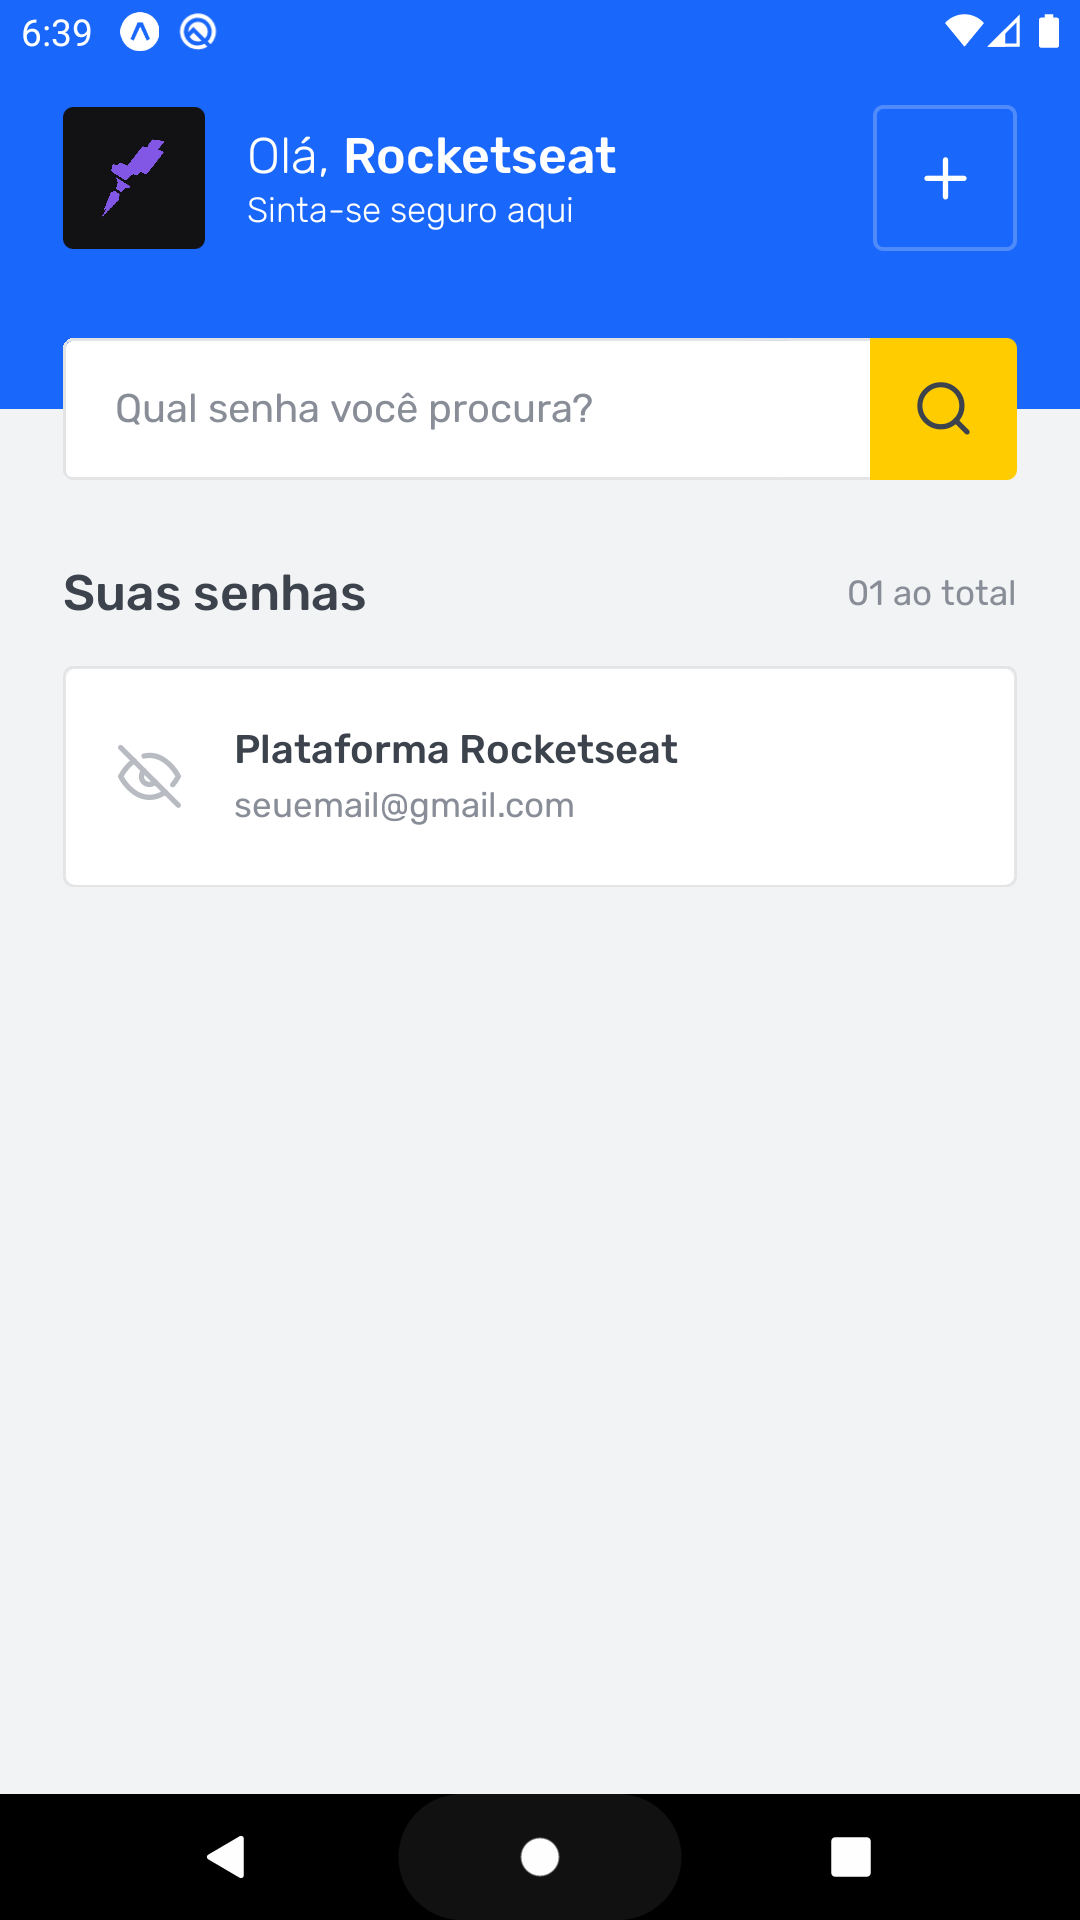 6:39
Olá, Rocketseat
Sinta-se seguro aqui
Qual senha você procura?
Suas senhas
01 ao total
Plataforma Rocketseat
seuemail@gmail.com